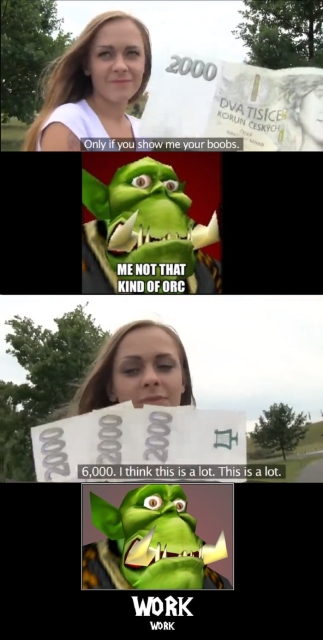 2000
DVA TISÍCE
KORUN ČESKÝCH
Only if you show me your boobs.
ME NOT THAT
KIND OF ORC
2000
2000
2000
6,000. I think this is a lot. This is a lot.
WORK
WORK